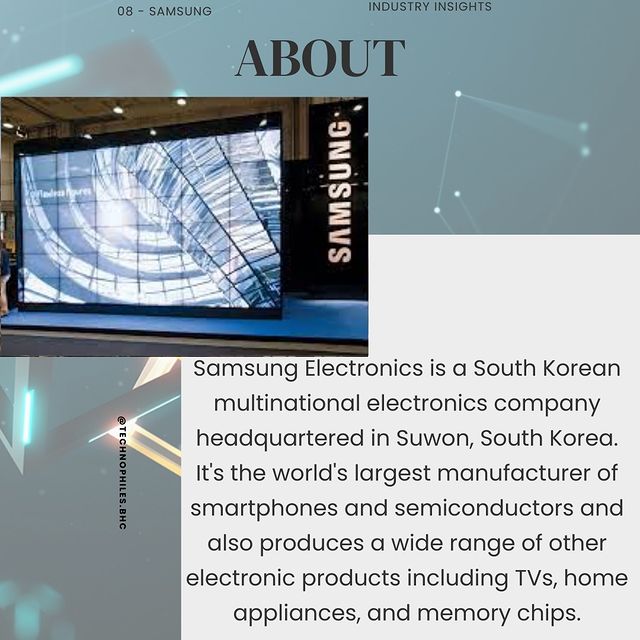 08 - SAMSUNG
INDUSTRY INSIGHTS
ABOUT
SAMSUNG
Samsung Electronics is a South Korean
multinational electronics company
headquartered in Suwon, South Korea.
It's the world's largest manufacturer of
smartphones and semiconductors and
also produces a wide range of other
electronic products including TVs, home
appliances, and memory chips.
@TECHNOPHILES.BHC